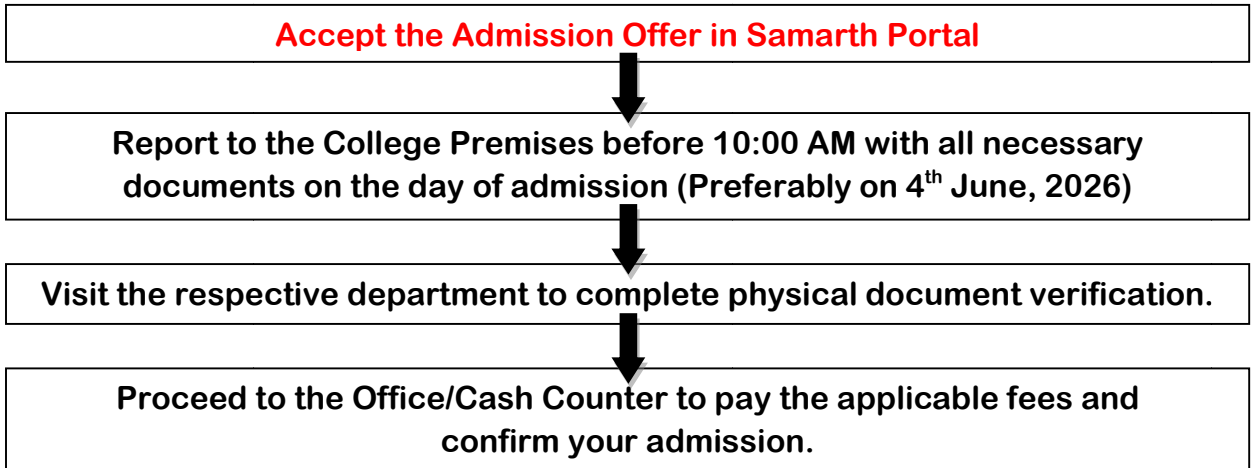 Accept the Admission Offer in Samarth Portal
Report to the College Premises before 10:00 AM with all necessary
documents on the day of admission (Preferably on 4th June, 2026)
Visit the respective department to complete physical document verification.
Proceed to the Office/Cash Counter to pay the applicable fees and
confirm your admission.